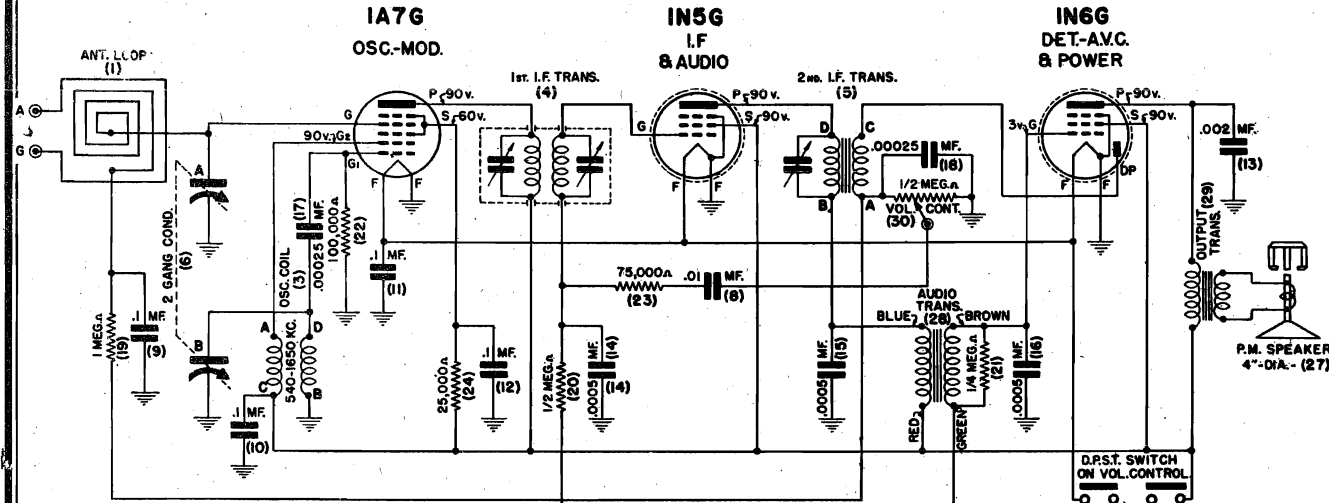 1A7G
OSC.-MOD.
1N5G
I.F
& AUDIO
1N6G
DET.-A.V.C.
& POWER
ANT. LOOP
(1)
A
G
1ST. I.F. TRANS.
(4)
2ND. I.F. TRANS.
(5)
P 90v.
S 60v.
G
90v. G2
G1
F
F
P 90v.
S 90v.
G
F
F
D
C
B
A
.00025 MF.
(18)
1/2 MEG.Ω
VOL. CONT.
(30)
P 90v.
S 90v.
3v. G
F
F
DP
.002 MF.
(13)
OUTPUT
TRANS.
(29)
P.M. SPEAKER
4"-DIA.- (27)
A
2 GANG COND.
(6)
B
OSC. COIL
(3)
(17)
.00025 MF.
100,000Ω
(22)
.1 MF.
(11)
1 MEG.Ω
(19)
.1 MF.
(9)
A
D
C
B
540-1650 KC.
.1 MF.
(10)
25,000Ω
(24)
.1 MF.
(12)
75,000Ω
(23)
.01 MF.
(8)
1/2 MEG.Ω
(20)
.0005 MF. (14)
(14)
.0005 MF.
(15)
AUDIO
TRANS.
(28)
BLUE
BROWN
RED
GREEN
1/4 MEG.Ω
(21)
.0005 MF.
(16)
D.P.S.T. SWITCH
ON VOL. CONTROL